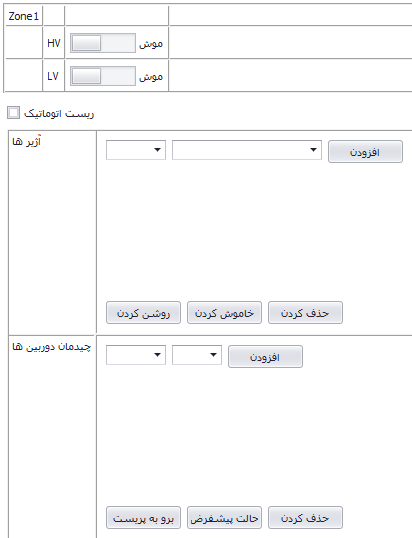 Zone1
HV موش
LV موش
ریست اتوماتیک
آژیر ها
افزودن
روشن کردن خاموش کردن حذف کردن
چیدمان دوربین ها
افزودن
برو به پریست حالت پیشفرض حذف کردن